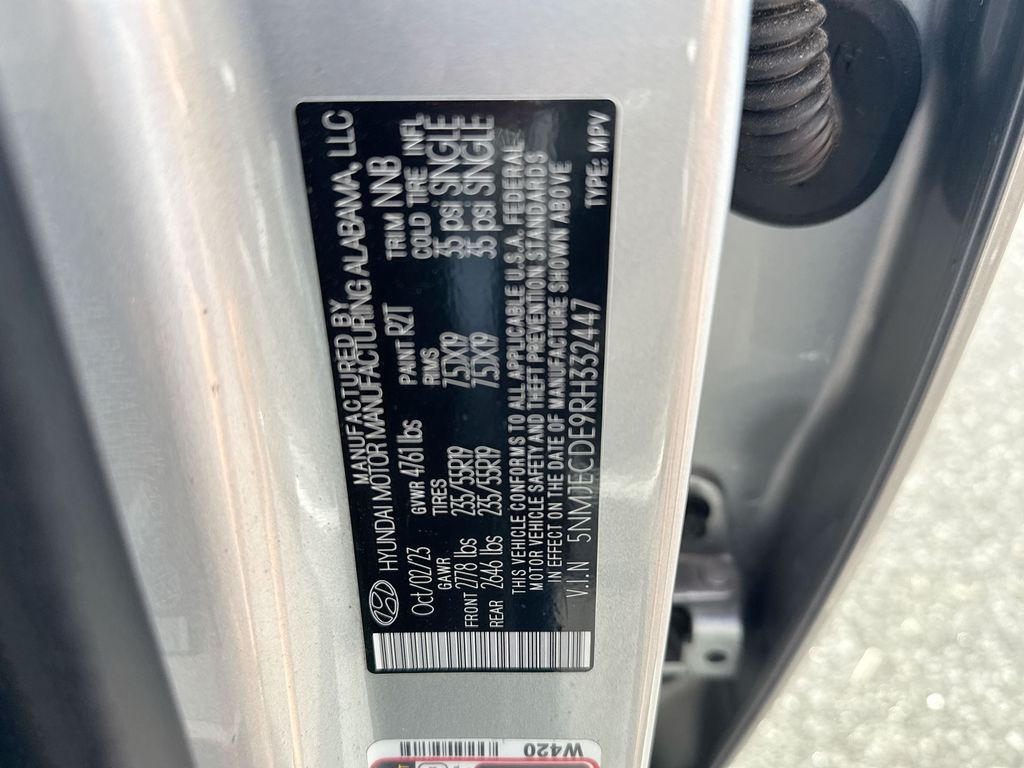 MANUFACTURED BY
HYUNDAI MOTOR MANUFACTURING ALABAMA, LLC
Oct/02/23 GVWR 4761 lbs PAINT R2T TRIM NNB
GAWR TIRES RIMS COLD TIRE INFL
FRONT 2778 lbs 235/55R19 7.5JX19 35 psi SINGLE
REAR 2646 lbs 235/55R19 7.5JX19 35 psi SINGLE
THIS VEHICLE CONFORMS TO ALL APPLICABLE U.S.A. FEDERAL
MOTOR VEHICLE SAFETY AND THEFT PREVENTION STANDARDS
IN EFFECT ON THE DATE OF MANUFACTURE SHOWN ABOVE
V.I.N 5NMJECDE9RH332447 TYPE: MPV
W420